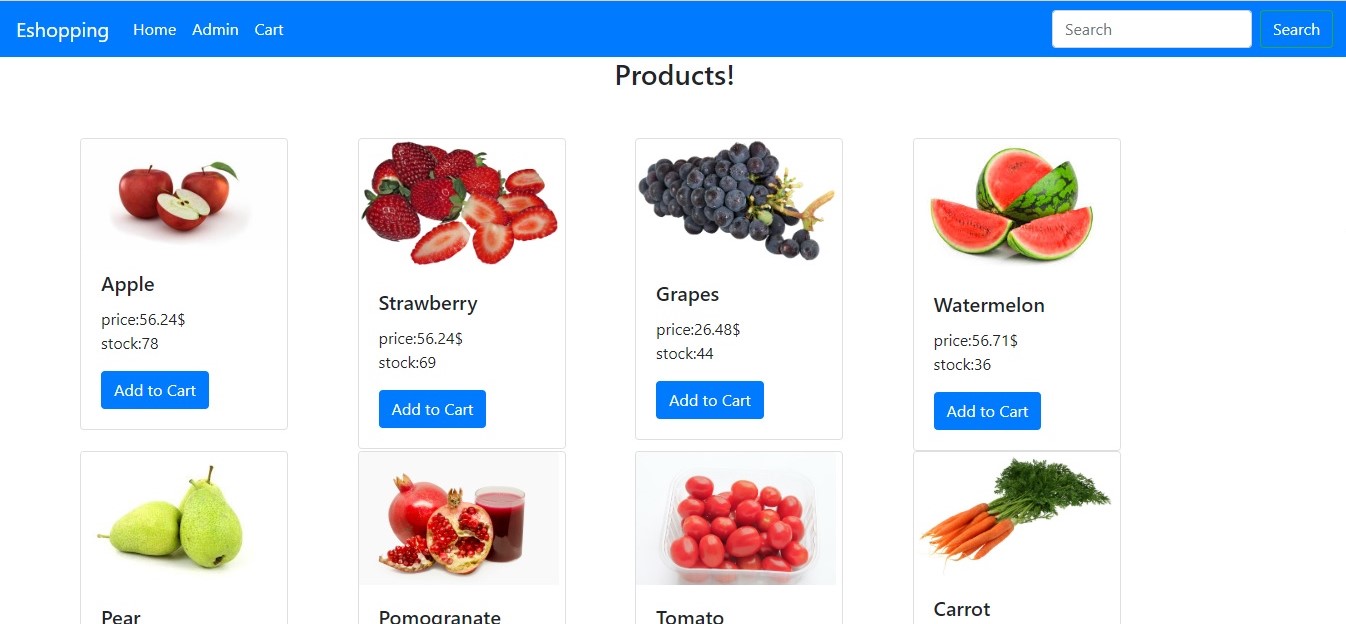 Eshopping Home Admin Cart Search Search
Products!
Apple
price:56.24$
stock:78
Add to Cart
Strawberry
price:56.24$
stock:69
Add to Cart
Grapes
price:26.48$
stock:44
Add to Cart
Watermelon
price:56.71$
stock:36
Add to Cart
Pear
Pomogranate
Tomato
Carrot